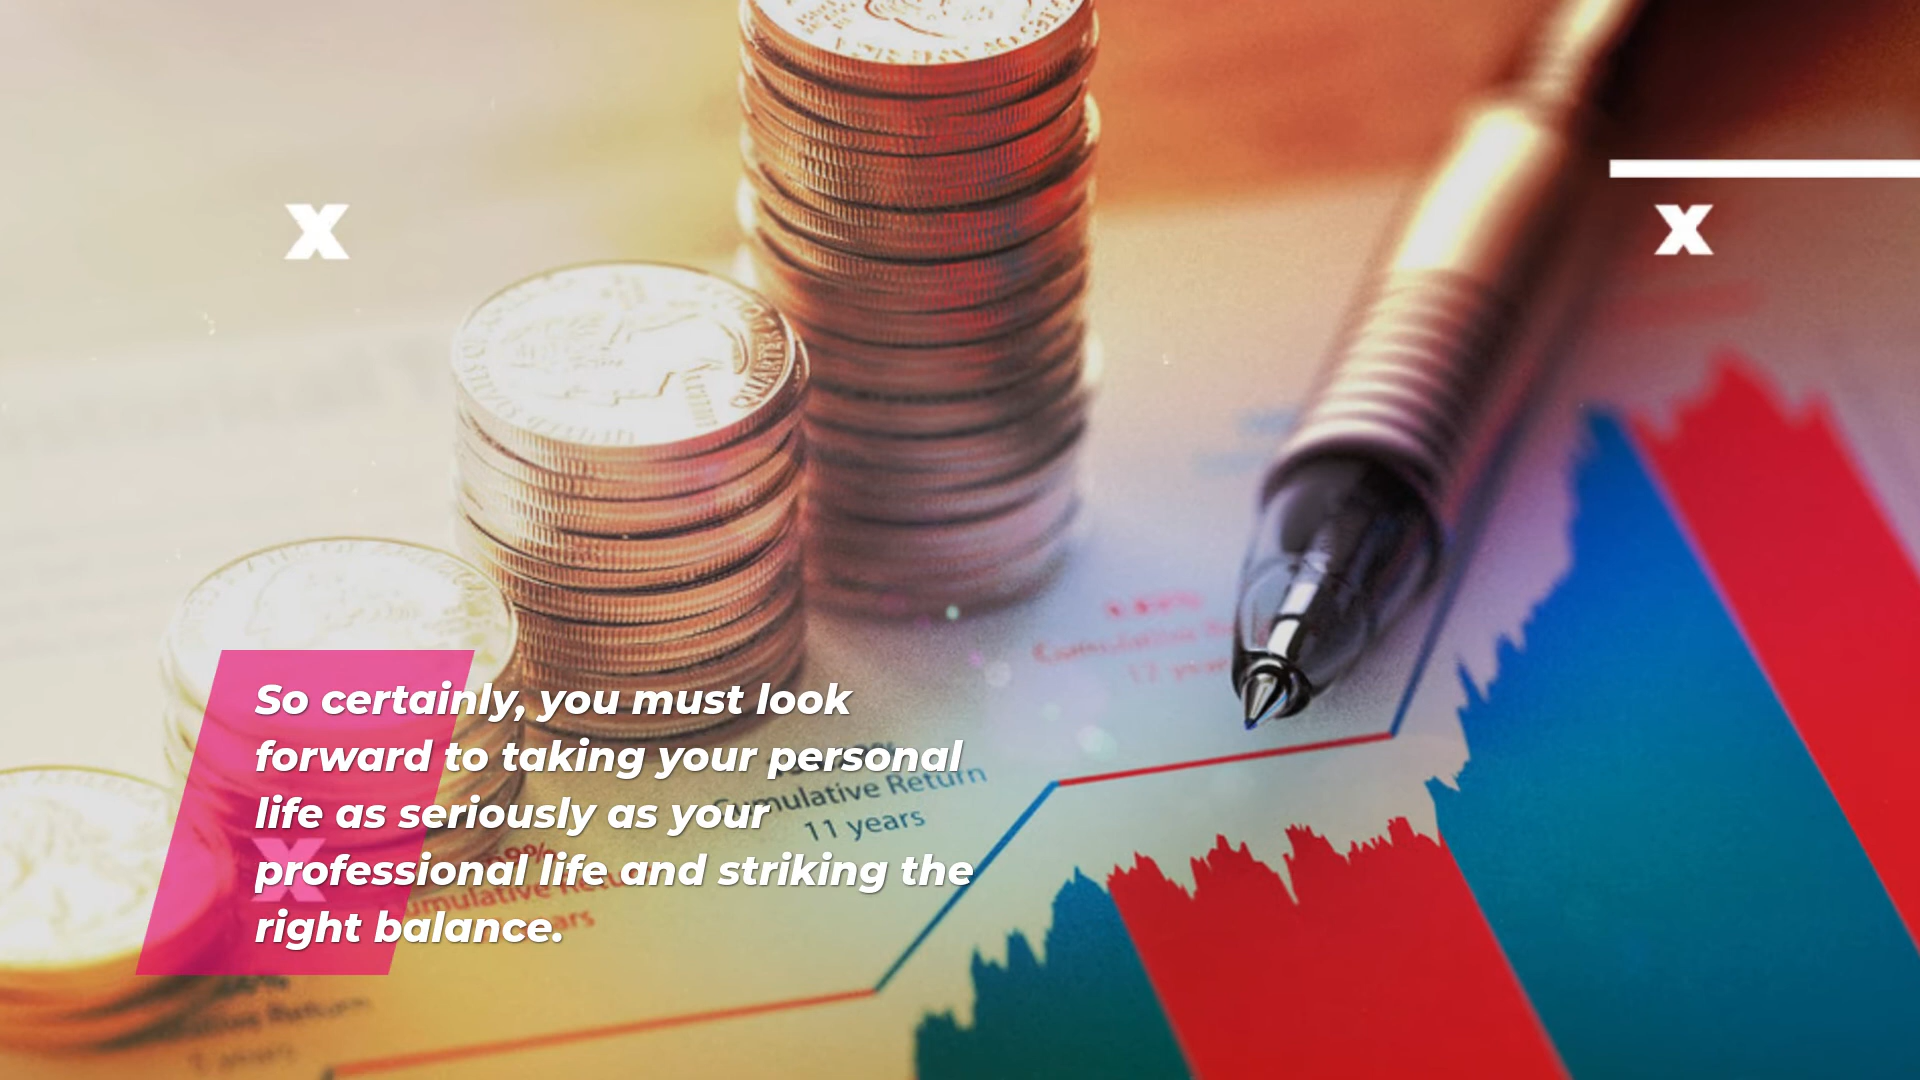 So certainly, you must look
forward to taking your personal
life as seriously as your
professional life and striking the
right balance.
Cumulative Return
11 years